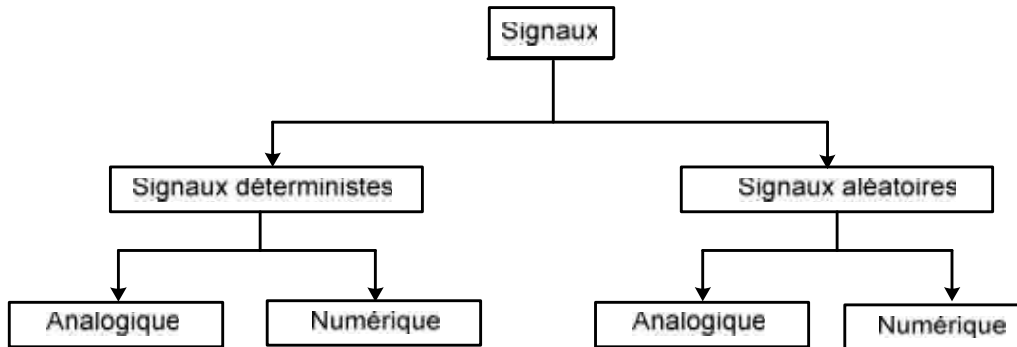 Signaux
Signaux déterministes
Signaux aléatoires
Analogique
Numérique
Analogique
Numérique